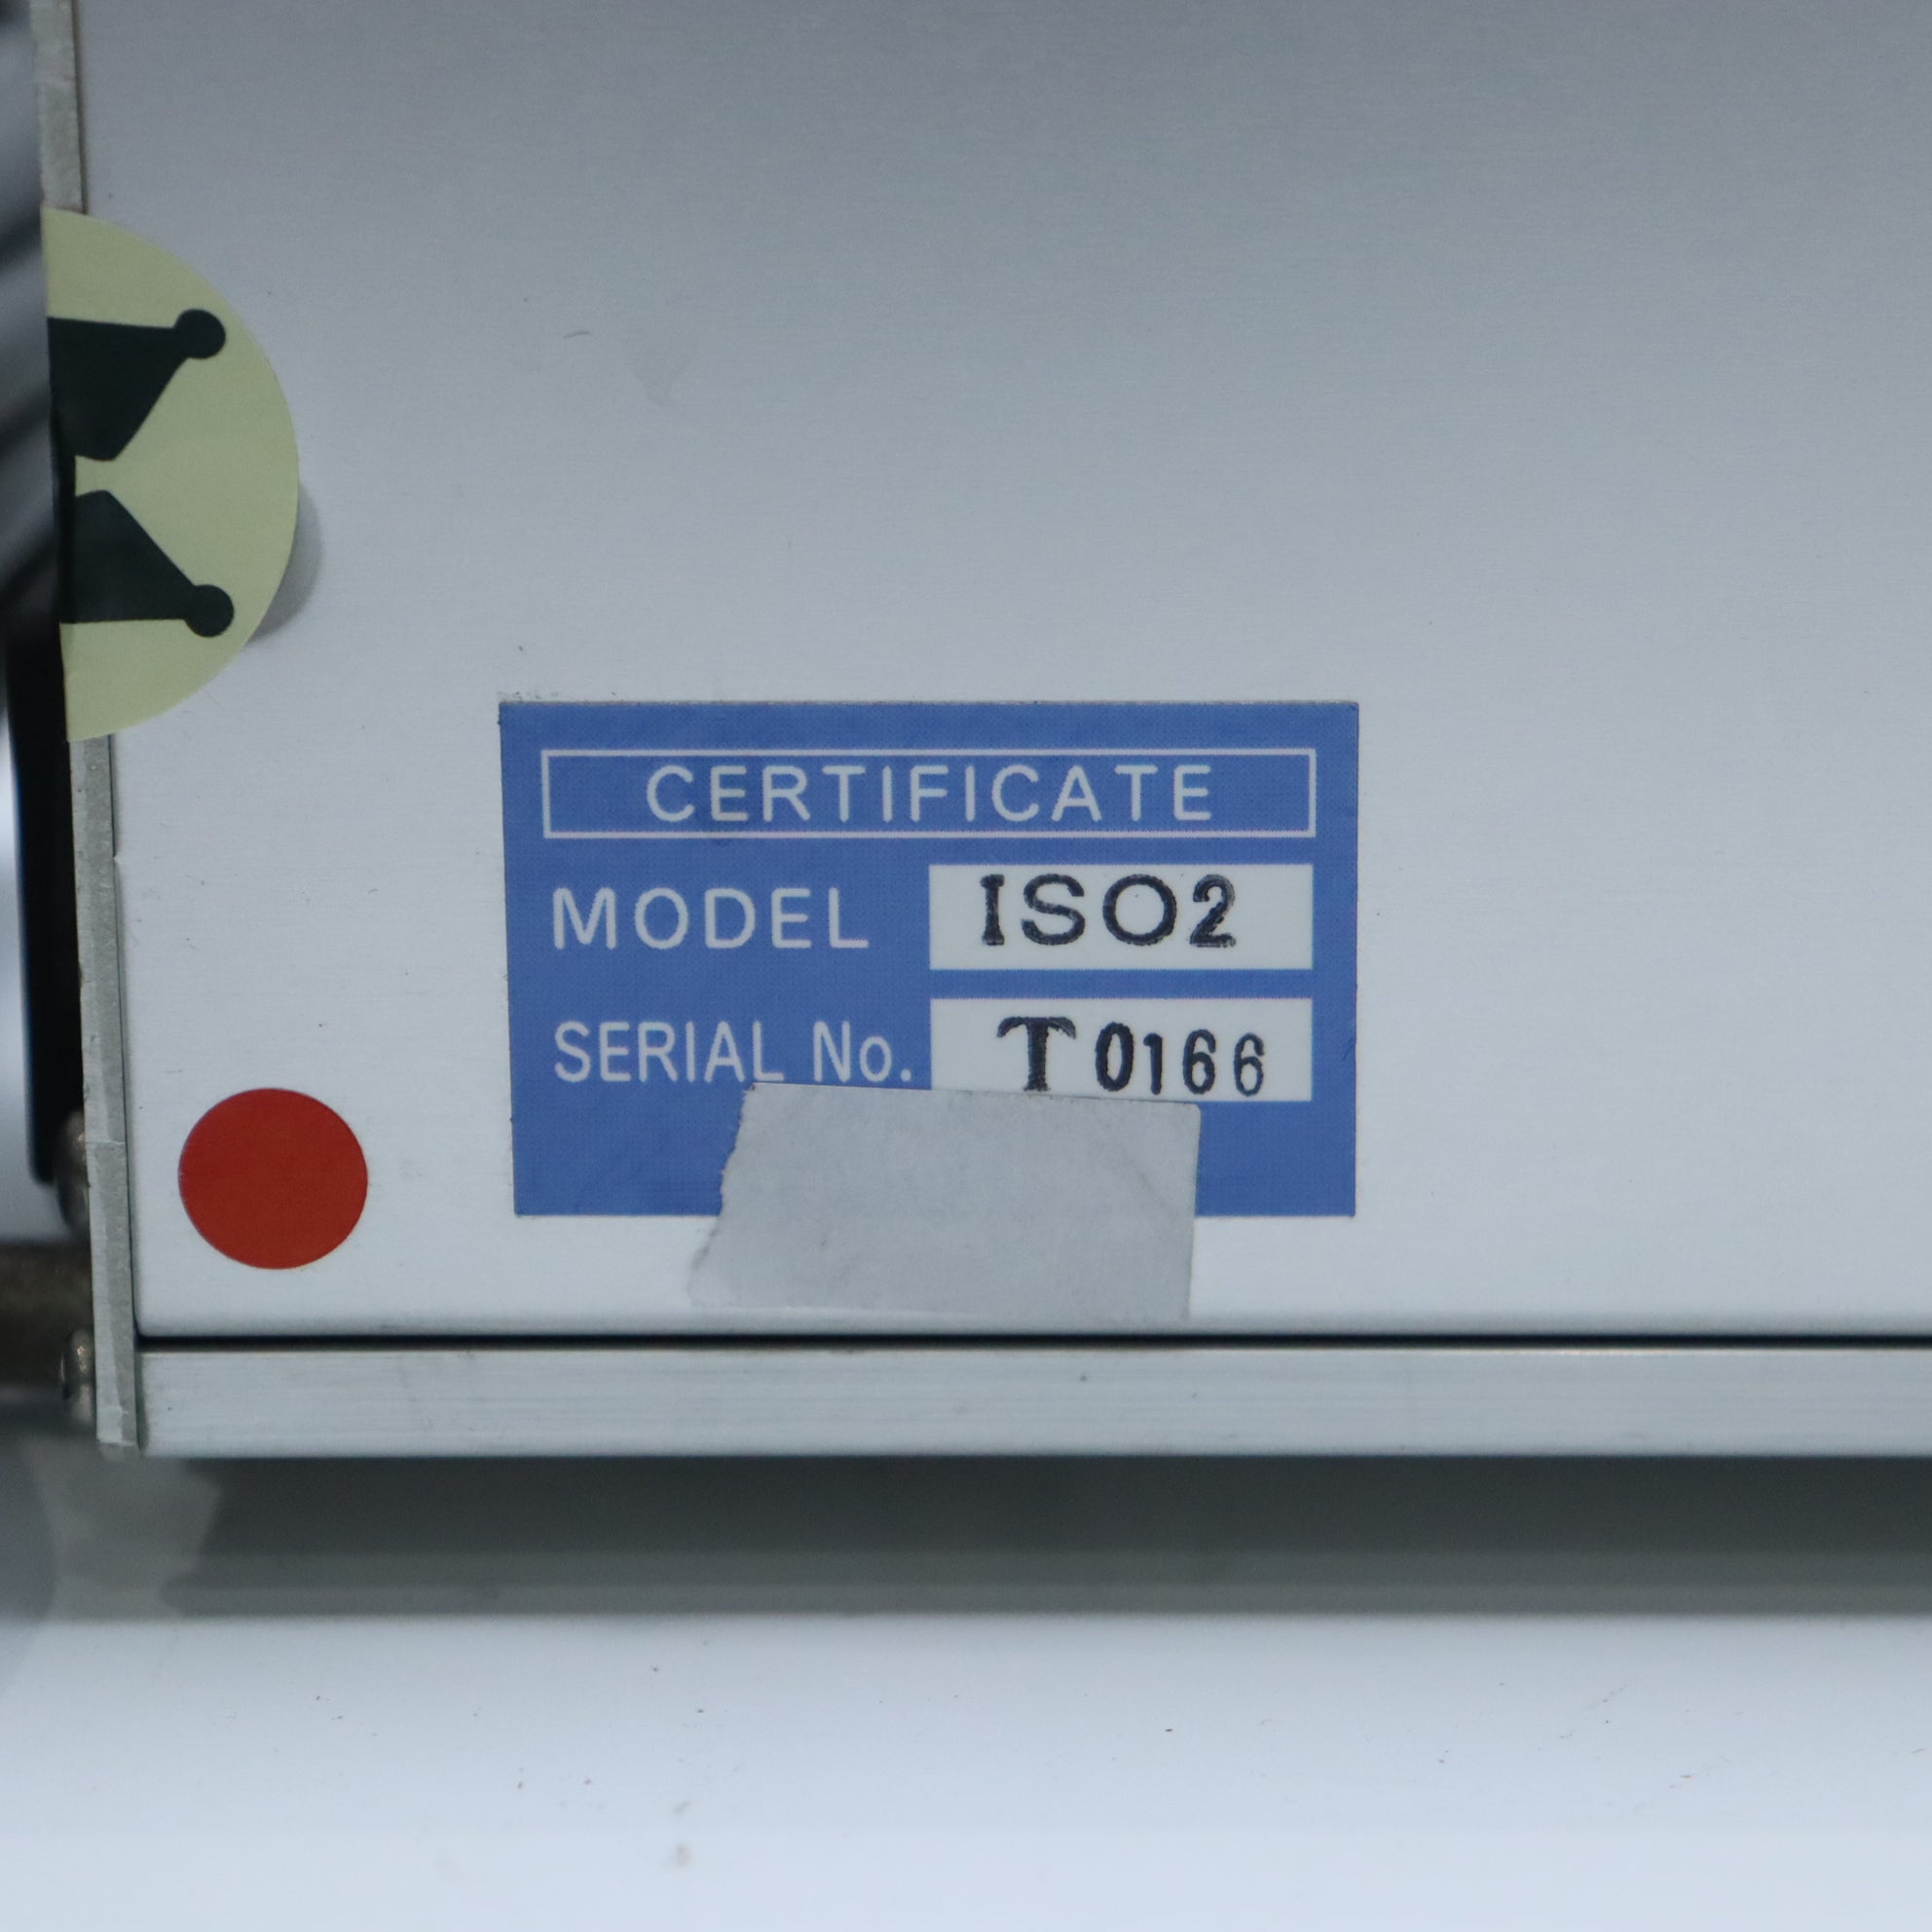 CERTIFICATE
MODEL ISO2
SERIAL No. T0166